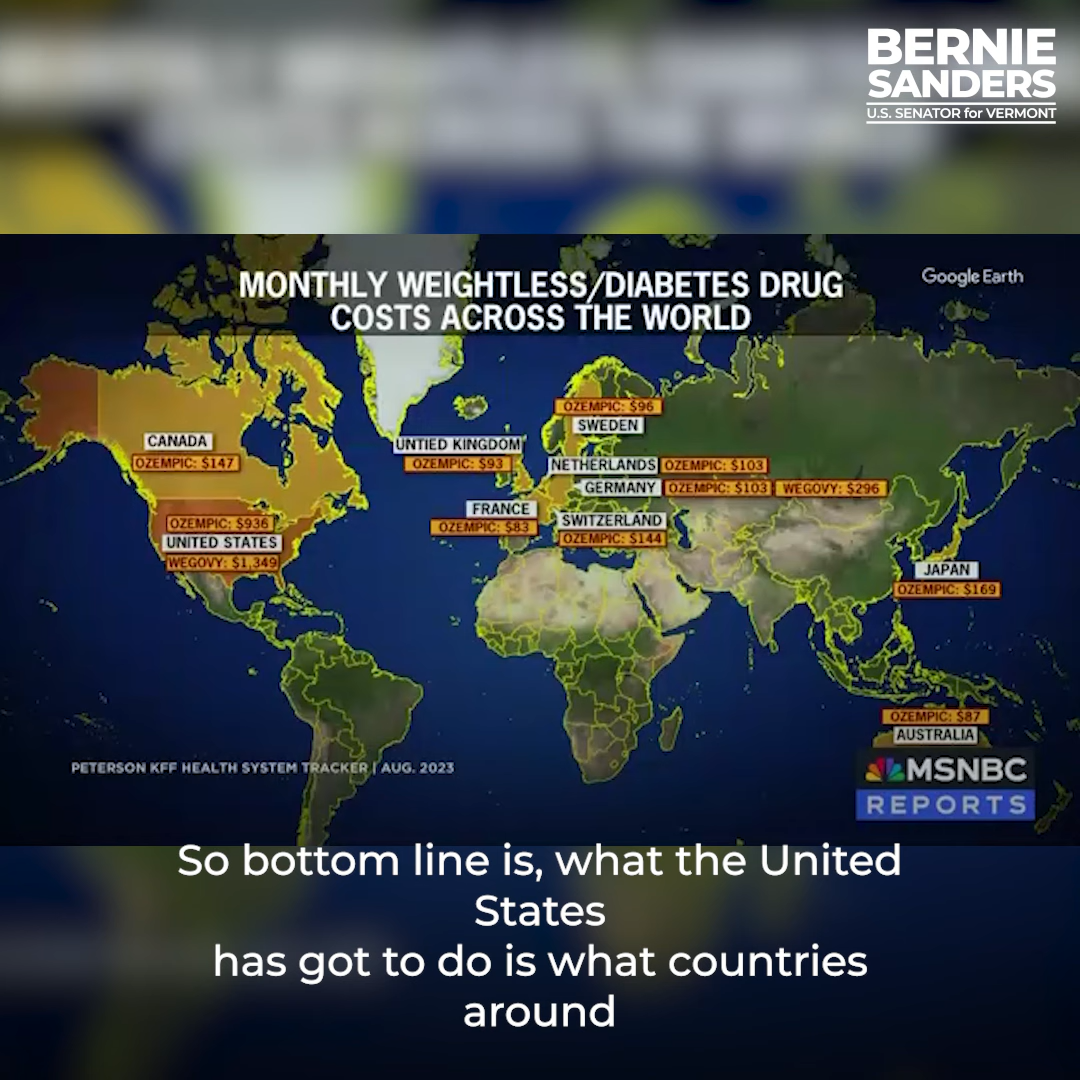 BERNIE
SANDERS
U.S. SENATOR for VERMONT
MONTHLY WEIGHTLESS/DIABETES DRUG
COSTS ACROSS THE WORLD
Google Earth
OZEMPIC: $96
SWEDEN
CANADA
OZEMPIC: $147
UNTIED KINGDOM
OZEMPIC: $93
NETHERLANDS OZEMPIC: $103
GERMANY OZEMPIC: $103 WEGOVY: $296
FRANCE
OZEMPIC: $83
SWITZERLAND
OZEMPIC: $144
OZEMPIC: $936
UNITED STATES
WEGOVY: $1,349
JAPAN
OZEMPIC: $169
OZEMPIC: $87
AUSTRALIA
PETERSON KFF HEALTH SYSTEM TRACKER | AUG. 2023
MSNBC
REPORTS
So bottom line is, what the United
States
has got to do is what countries
around